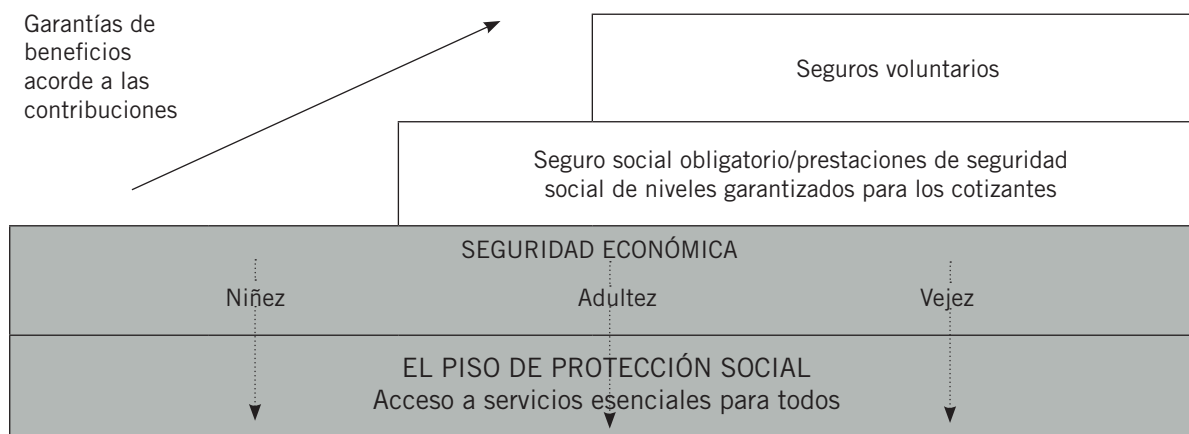 Garantías de
beneficios
acorde a las
contribuciones
Seguros voluntarios
Seguro social obligatorio/prestaciones de seguridad
social de niveles garantizados para los cotizantes
SEGURIDAD ECONÓMICA
Niñez Adultez Vejez
EL PISO DE PROTECCIÓN SOCIAL
Acceso a servicios esenciales para todos